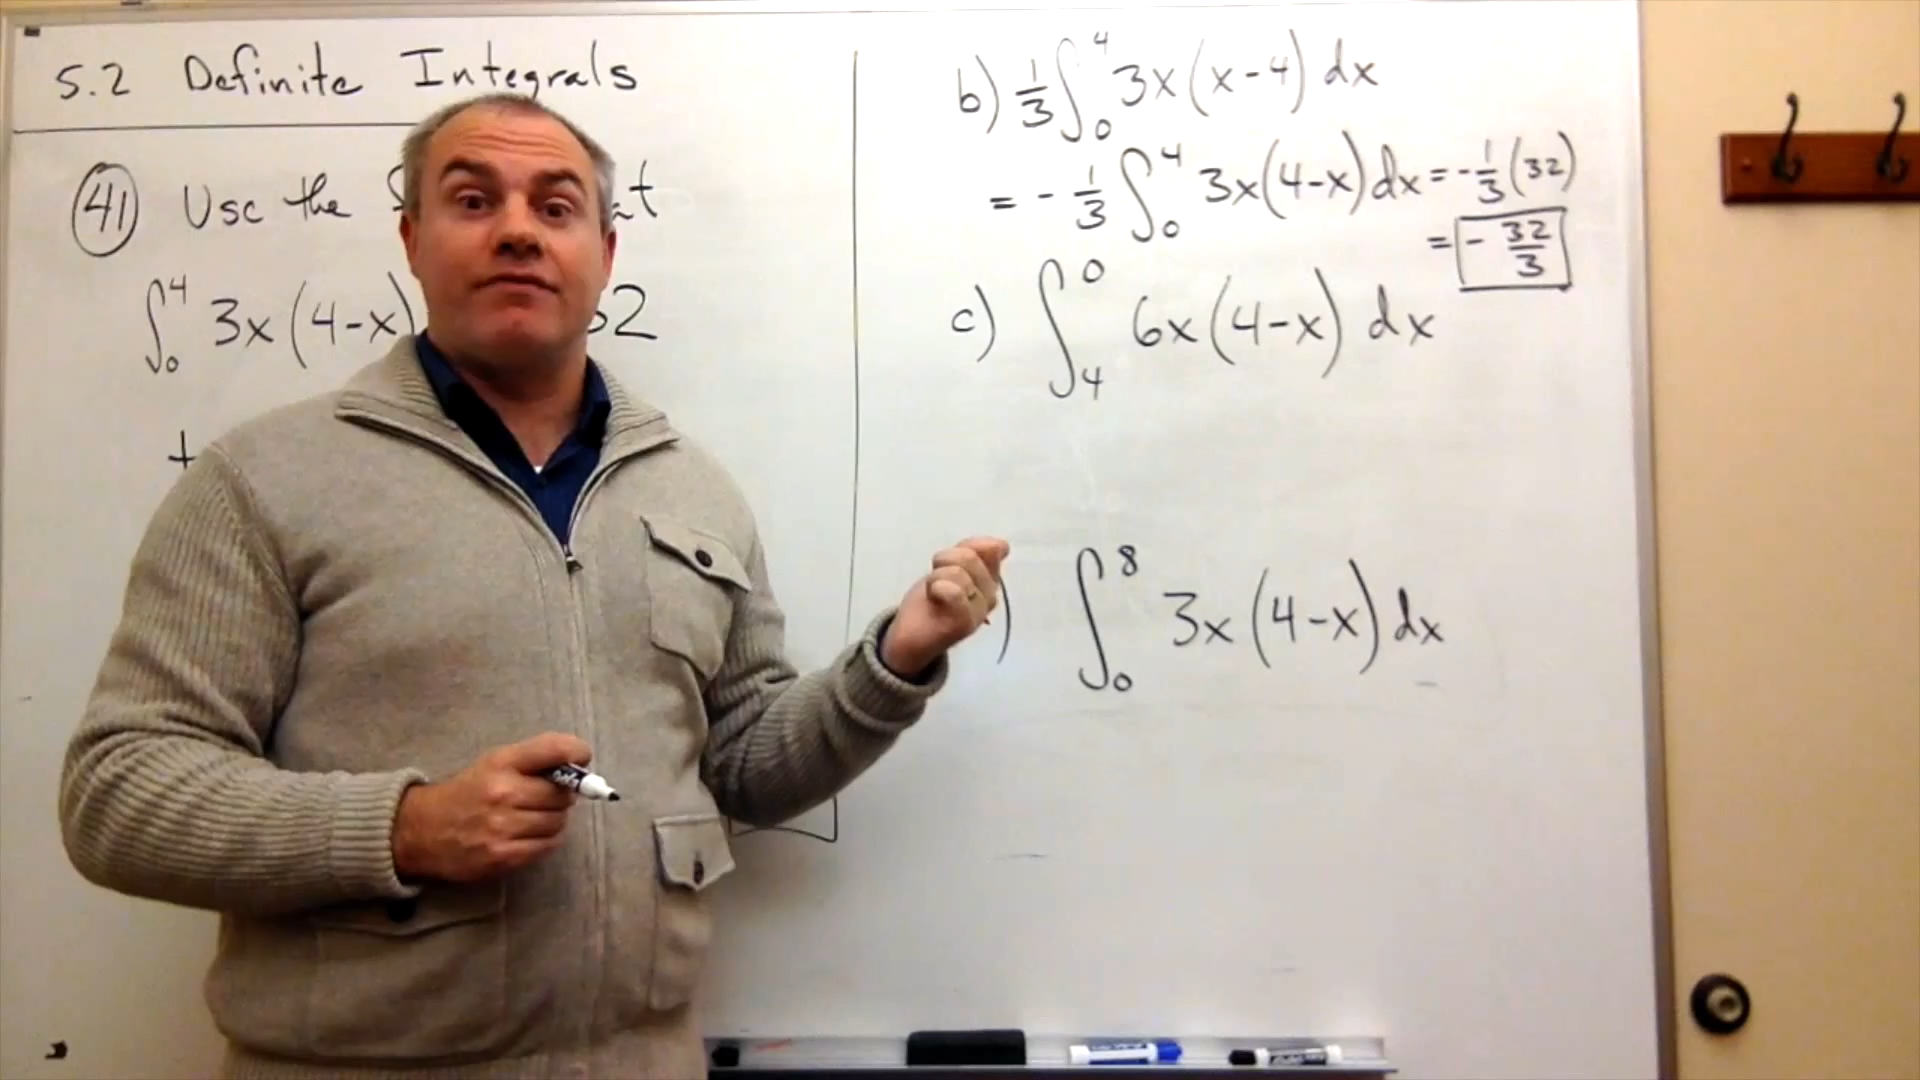 5.2 Definite Integrals
41 Use the
∫₀⁴ 3x(4-x) 32
b) 1/3 ∫₀⁴ 3x(x-4) dx
= - 1/3 ∫₀⁴ 3x(4-x) dx = - 1/3 (32)
= - 32/3
c) ∫₄⁰ 6x(4-x) dx
) ∫₀⁸ 3x(4-x) dx